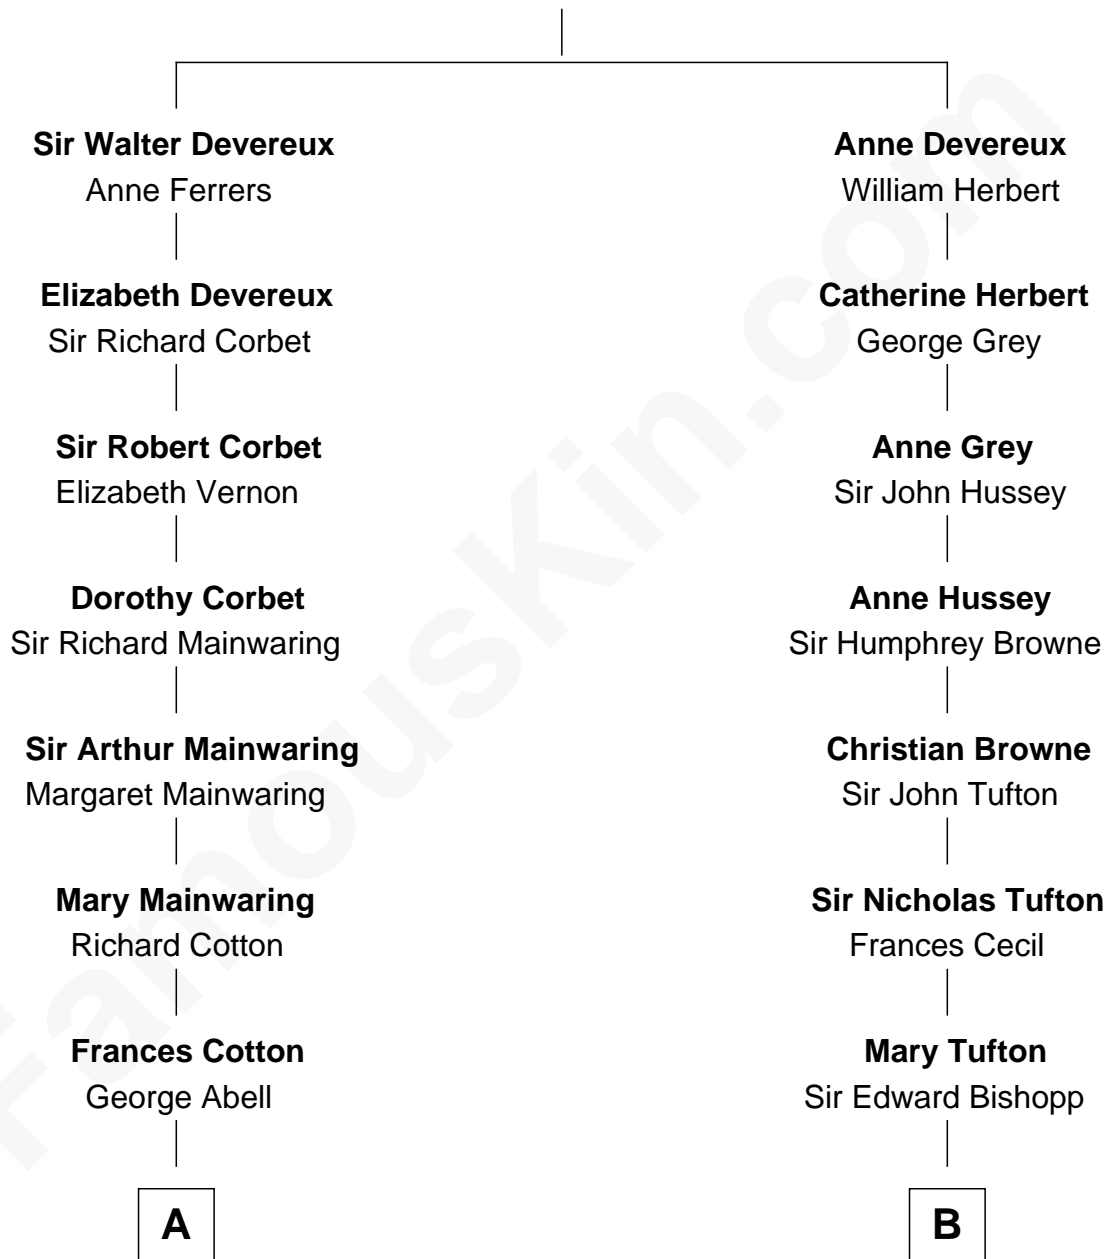 Sir Walter Devereux
Anne Ferrers
Elizabeth Devereux
Sir Richard Corbet
Sir Robert Corbet
Elizabeth Vernon
Dorothy Corbet
Sir Richard Mainwaring
Sir Arthur Mainwaring
Margaret Mainwaring
Mary Mainwaring
Richard Cotton
Frances Cotton
George Abell
A
Anne Devereux
William Herbert
Catherine Herbert
George Grey
Anne Grey
Sir John Hussey
Anne Hussey
Sir Humphrey Browne
Christian Browne
Sir John Tufton
Sir Nicholas Tufton
Frances Cecil
Mary Tufton
Sir Edward Bishopp
B
FamousKin.com